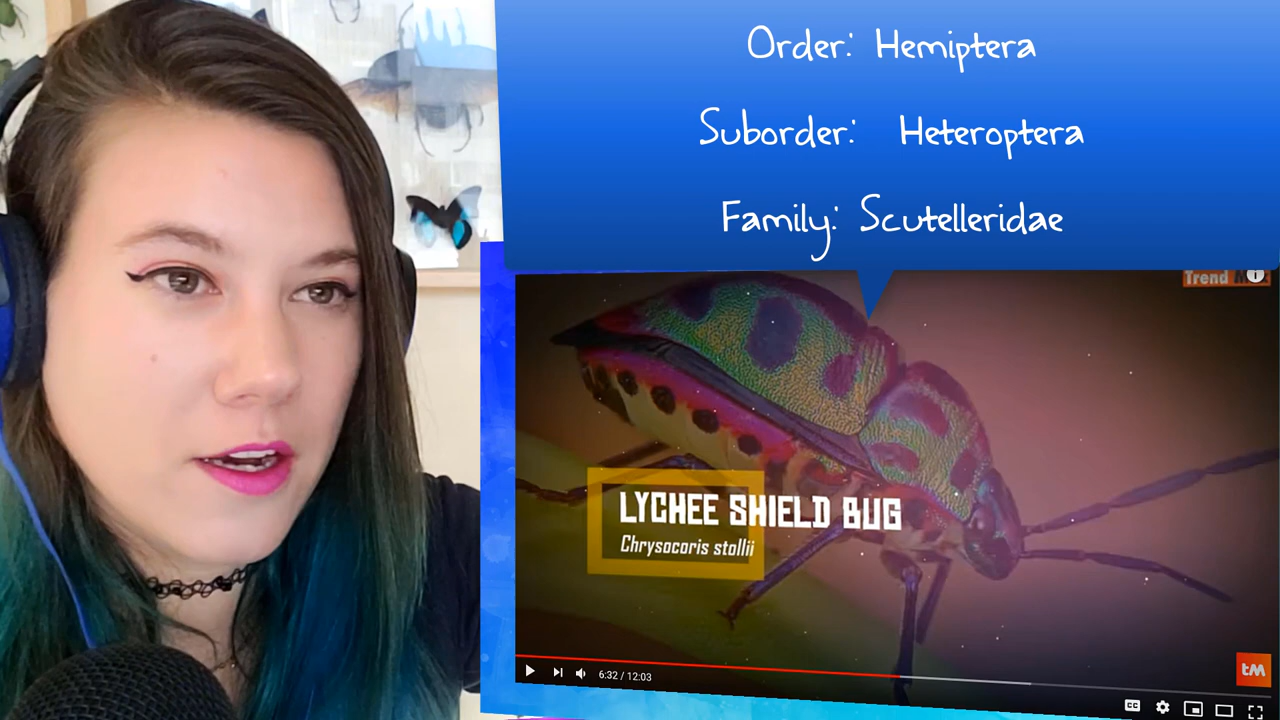 Order: Hemiptera
Suborder: Heteroptera
Family: Scutelleridae
Trend
LYCHEE SHIELD BUG
Chrysocoris stollii
6:32 / 12:03
CC
tM